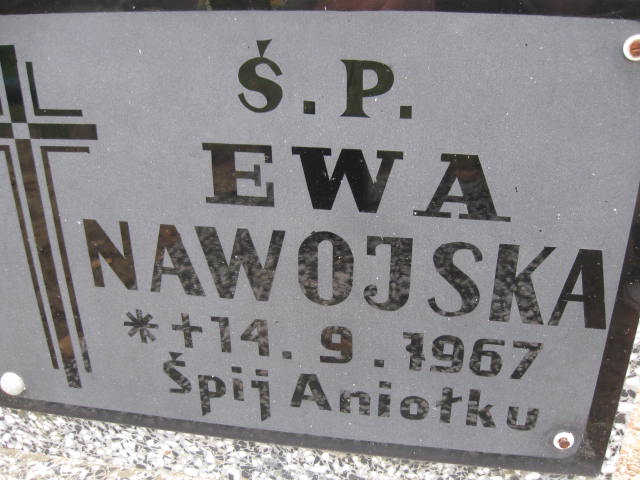 Ś.P.
EWA
NAWOJSKA
*+14.9.1967
Śpij Aniołku